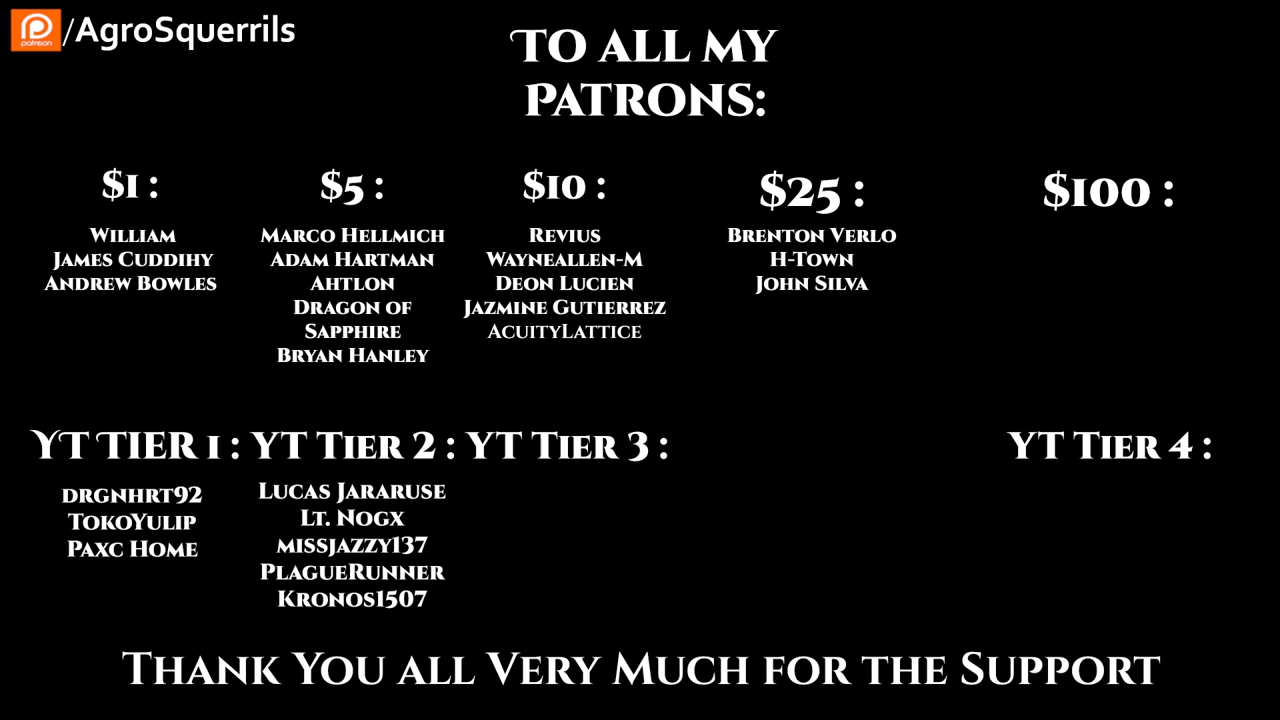 patreon
/AgroSquerrils
To all my
Patrons:
$1 :
William
James Cuddihy
Andrew Bowles
$5 :
Marco Hellmich
Adam Hartman
Ahtlon
Dragon of
Sapphire
Bryan Hanley
$10 :
Revius
Wayneallen-M
Deon Lucien
Jazmine Gutierrez
AcuityLattice
$25 :
Brenton Verlo
H-Town
John Silva
$100 :
YT Tier 1 :
drgnhrt92
TokoYulip
Paxc Home
YT Tier 2 :
Lucas Jararuse
Lt. Nogx
missjazzy137
PlagueRunner
Kronos1507
YT Tier 3 :
YT Tier 4 :
Thank You all Very Much for the Support